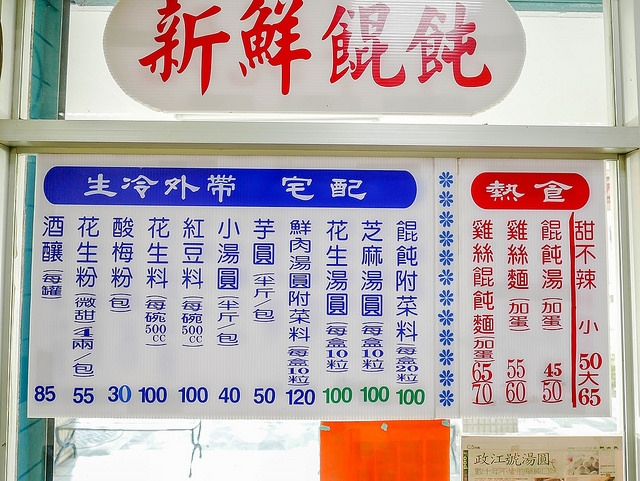 新鮮餛飩
生冷外帶 宅配
餛飩附菜料(每盒20粒) 100
芝麻湯圓(每盒10粒) 100
花生湯圓(每盒10粒) 100
鮮肉湯圓附菜料(每盒10粒) 120
芋圓(半斤/包) 50
小湯圓(半斤/包) 40
紅豆料(每碗500cc) 100
花生料(每碗500cc) 100
酸梅粉(包) 30
花生粉(微甜/4兩/包) 55
酒釀(每罐) 85
熱食
甜不辣 小50大65
餛飩湯(加蛋) 45 50
雞絲麵(加蛋) 55 60
雞絲餛飩麵(加蛋) 65 70
政江號湯圓